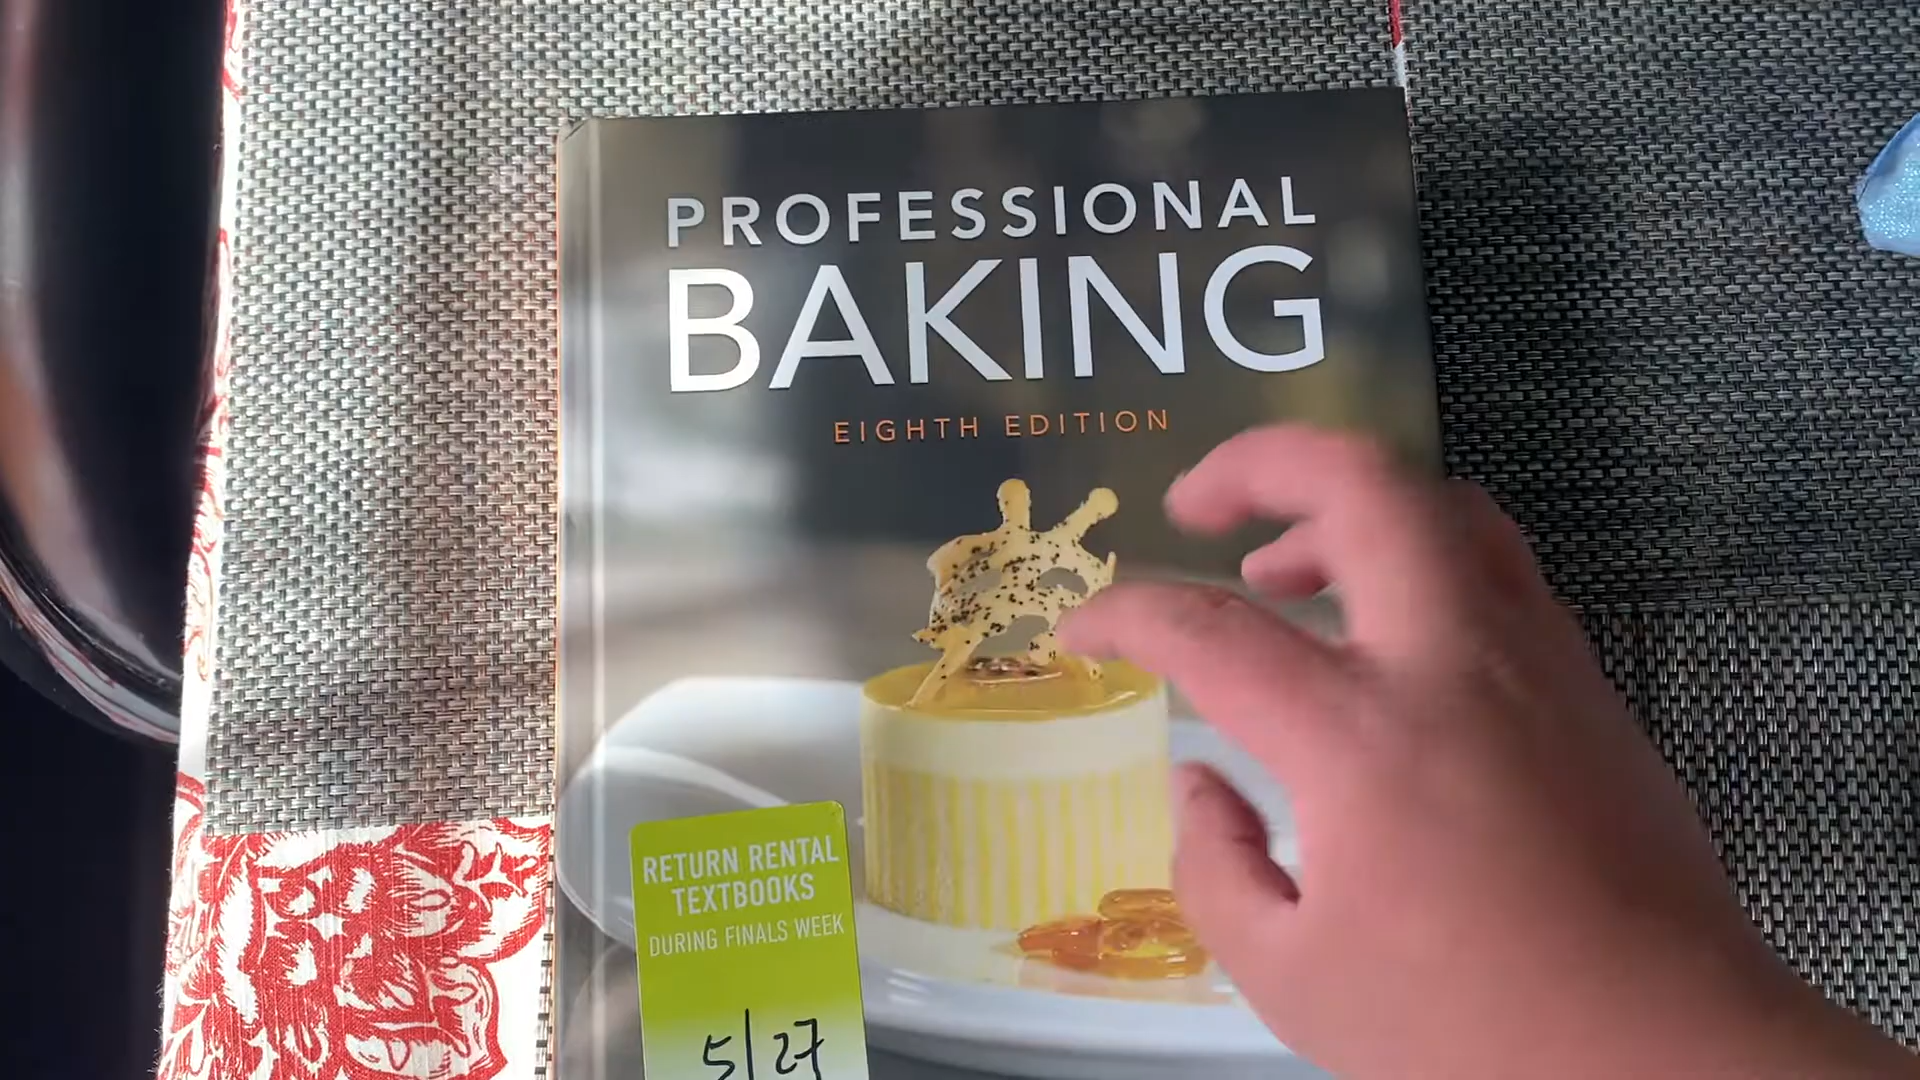 PROFESSIONAL
BAKING
EIGHTH EDITION
RETURN RENTAL
TEXTBOOKS
DURING FINALS WEEK
5/27